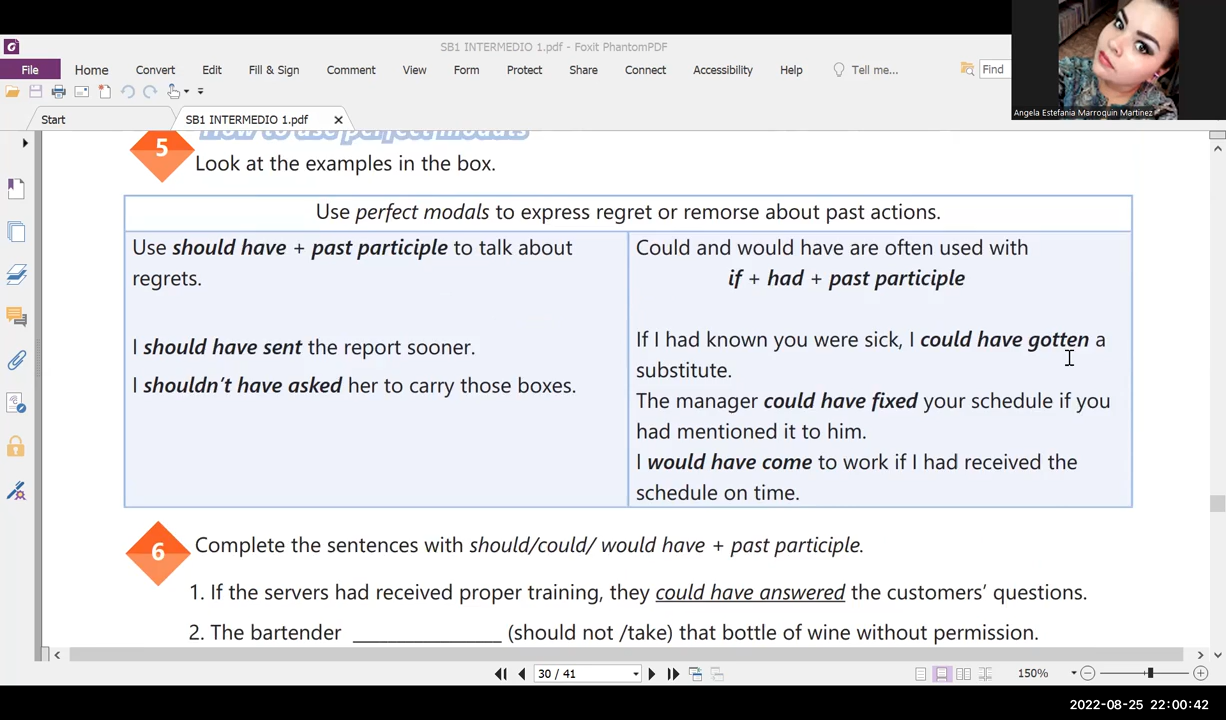 SB1 INTERMEDIO 1.pdf - Foxit PhantomPDF
File Home Convert Edit Fill & Sign Comment View Form Protect Share Connect Accessibility Help Tell me... Find
Angela Estefania Marroquin Martinez
Start SB1 INTERMEDIO 1.pdf
How to use perfect modals
5
Look at the examples in the box.
Use perfect modals to express regret or remorse about past actions.
Use should have + past participle to talk about
regrets.
I should have sent the report sooner.
I shouldn't have asked her to carry those boxes.
Could and would have are often used with
if + had + past participle
If I had known you were sick, I could have gotten a
substitute.
The manager could have fixed your schedule if you
had mentioned it to him.
I would have come to work if I had received the
schedule on time.
6
Complete the sentences with should/could/ would have + past participle.
1. If the servers had received proper training, they could have answered the customers' questions.
2. The bartender ______________ (should not /take) that bottle of wine without permission.
30 / 41
150%
2022-08-25 22:00:42